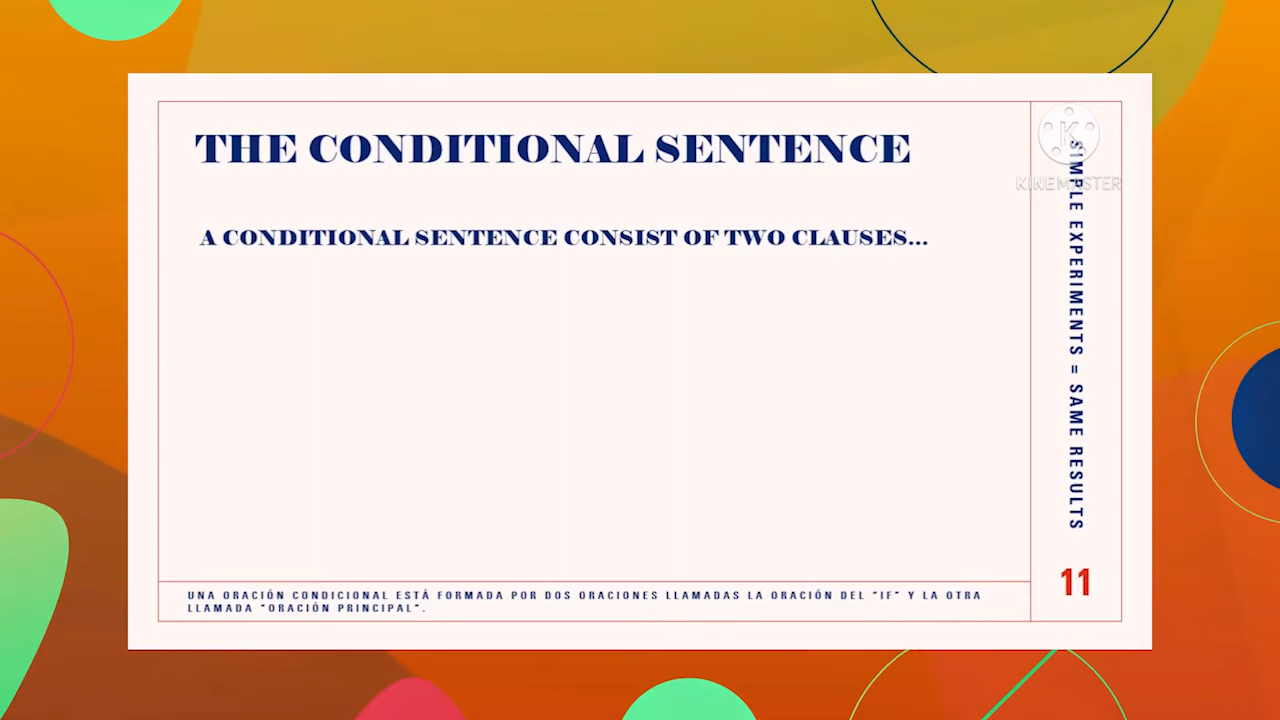 THE CONDITIONAL SENTENCE
A CONDITIONAL SENTENCE CONSIST OF TWO CLAUSES...
K
KINEMASTER
SIMPLE EXPERIMENTS = SAME RESULTS
11
UNA ORACIÓN CONDICIONAL ESTÁ FORMADA POR DOS ORACIONES LLAMADAS LA ORACIÓN DEL "IF" Y LA OTRA
LLAMADA "ORACIÓN PRINCIPAL".